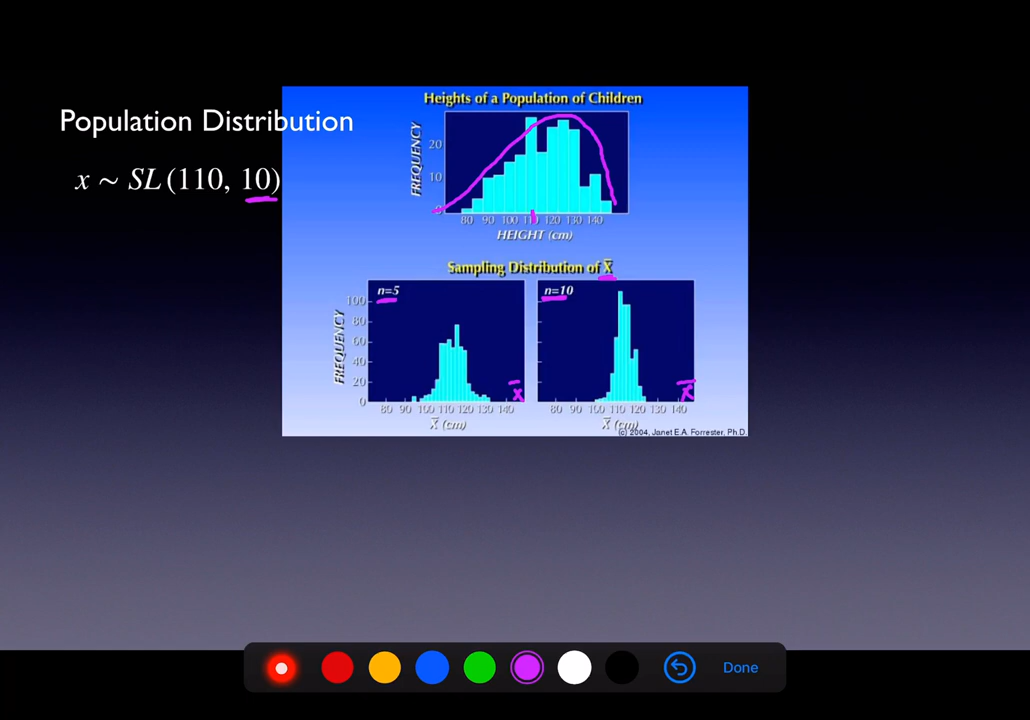 Heights of a Population of Children
Population Distribution
x ~ SL (110, 10)
FREQUENCY
20
10
0
80 90 100 110 120 130 140
HEIGHT (cm)
Sampling Distribution of X̄
n=5
n=10
FREQUENCY
100
80
60
40
20
0
x̄
x̄
80 90 100 110 120 140
80 90 100 110 120 140
X̄ (cm)
X̄ (cm)
(c) 2004, Janet E.A. Forrester, Ph.D.
Done